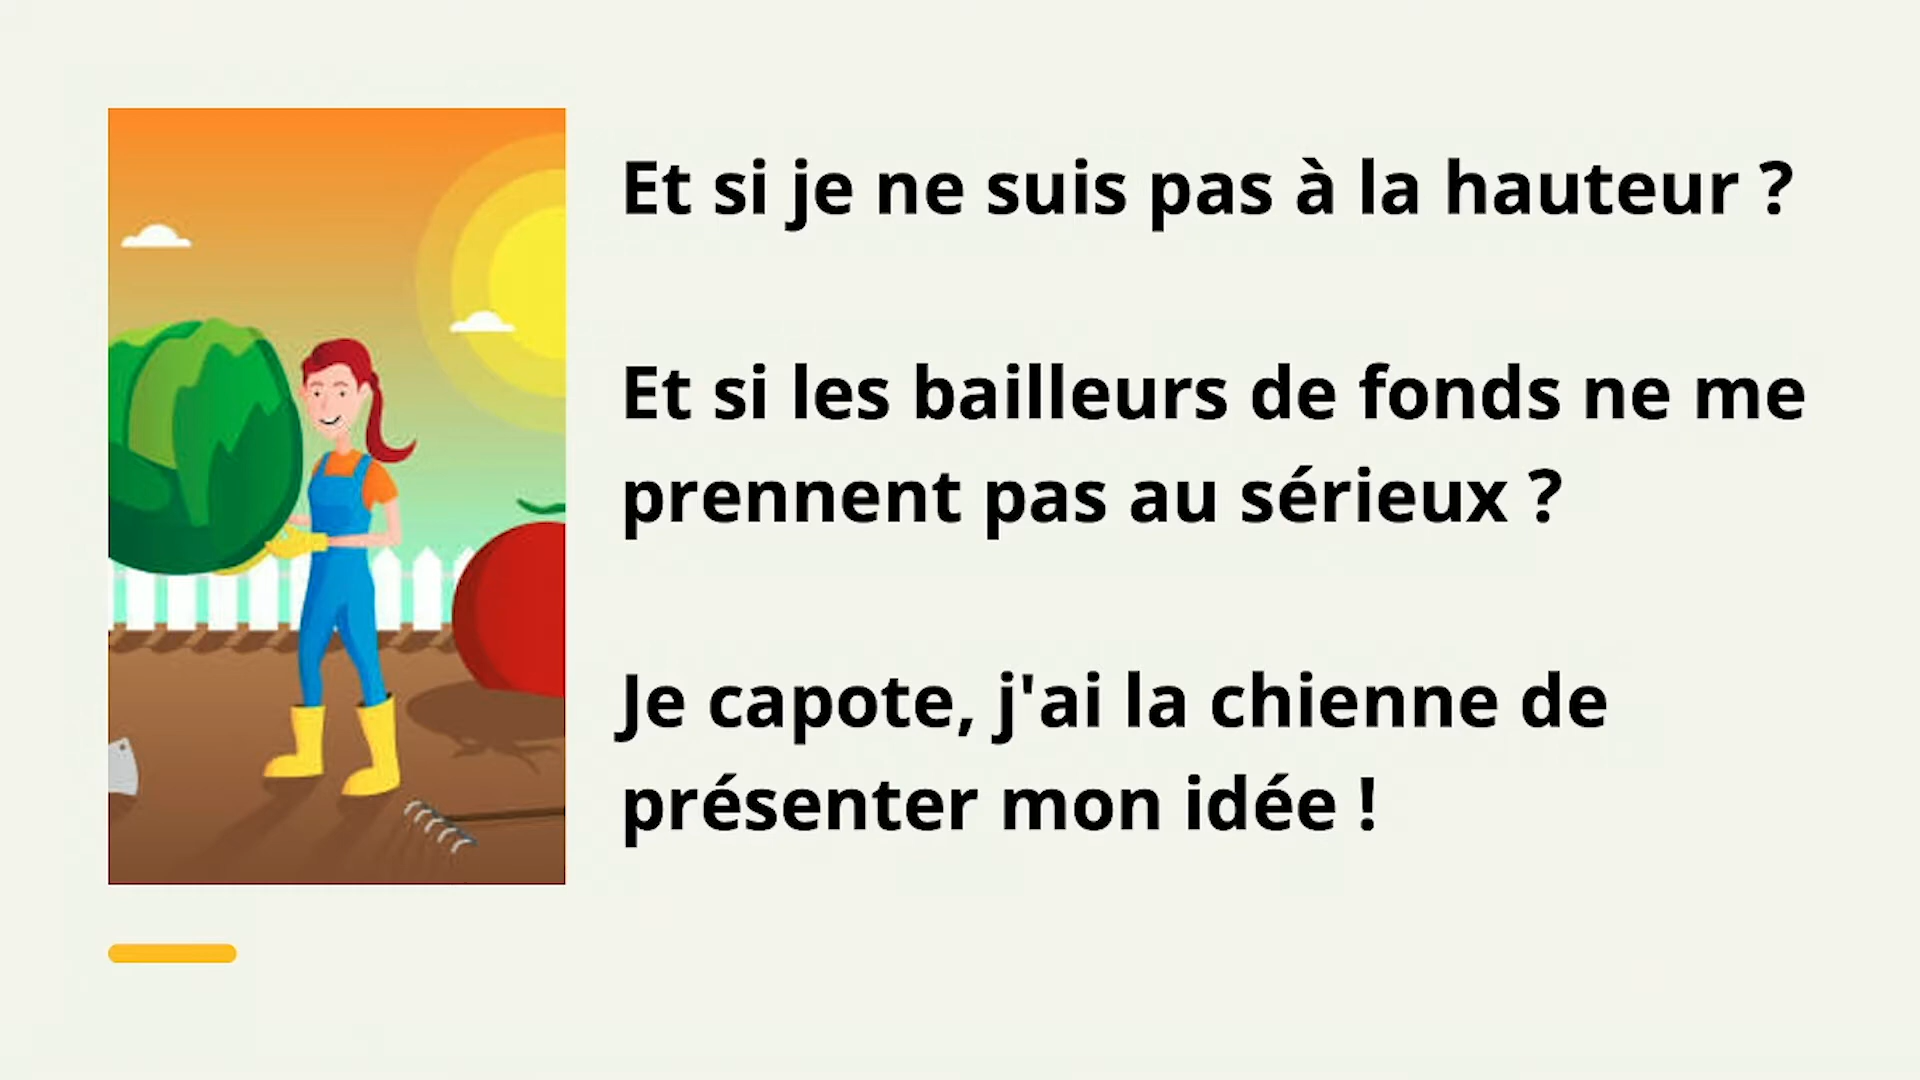 Et si je ne suis pas à la hauteur ?
Et si les bailleurs de fonds ne me
prennent pas au sérieux ?
Je capote, j'ai la chienne de
présenter mon idée !